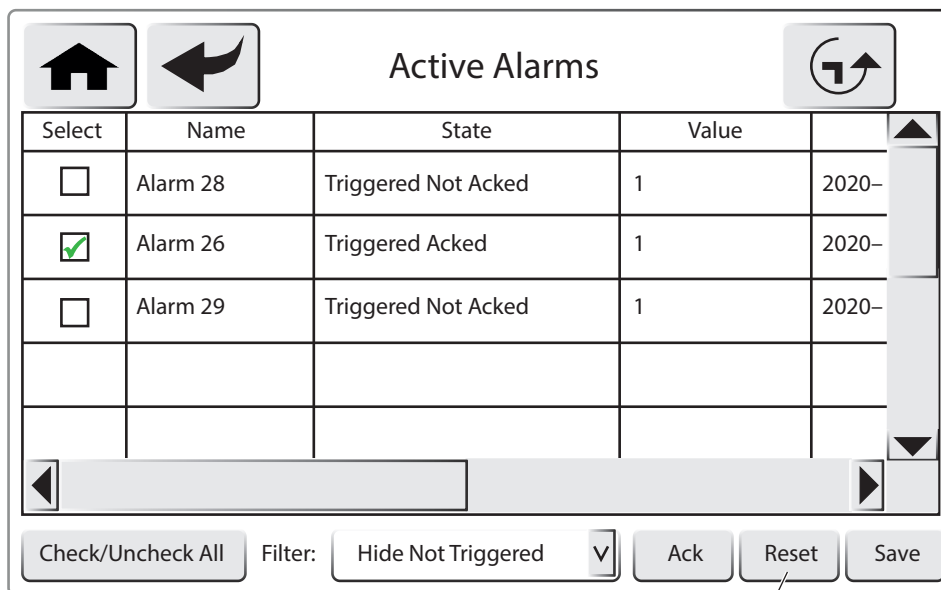 Active Alarms
Select Name State Value
Alarm 28 Triggered Not Acked 1 2020–
Alarm 26 Triggered Acked 1 2020–
Alarm 29 Triggered Not Acked 1 2020–
Check/Uncheck All Filter: Hide Not Triggered Ack Reset Save